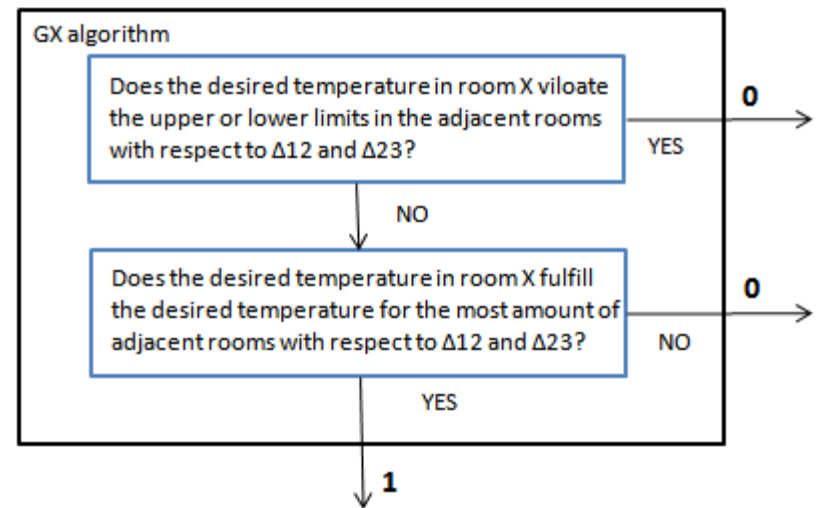 GX algorithm
Does the desired temperature in room X viloate
the upper or lower limits in the adjacent rooms
with respect to Δ12 and Δ23?
0
YES
NO
Does the desired temperature in room X fulfill
the desired temperature for the most amount of
adjacent rooms with respect to Δ12 and Δ23?
0
NO
YES
1